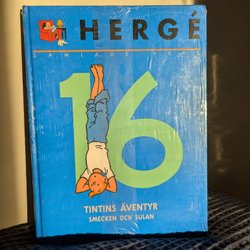 HERGÉ
SAMLADE VERK
16
TINTINS ÄVENTYR
SMECKEN OCH SULAN